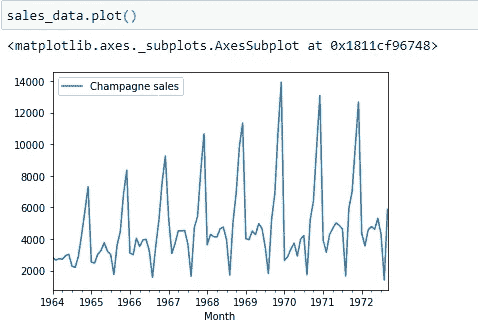 sales_data.plot()
<matplotlib.axes._subplots.AxesSubplot at 0x1811cf96748>
Champagne sales
14000
12000
10000
8000
6000
4000
2000
1964 1965 1966 1967 1968 1969 1970 1971 1972
Month